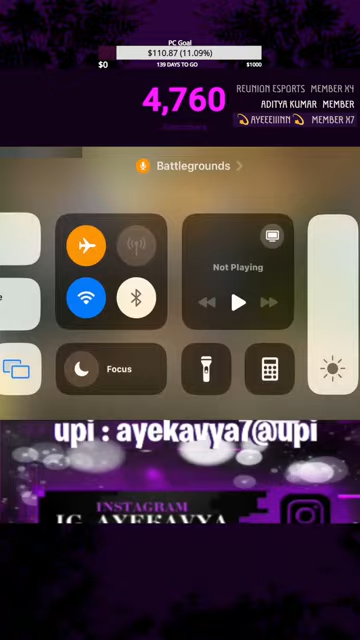 PC Goal
$110.87 (11.09%)
$0
139 DAYS TO GO
$1000
4,760
REUNION ESPORTS MEMBER X4
ADITYA KUMAR MEMBER
AYEEEIIINN MEMBER X7
Battlegrounds
Not Playing
Focus
upi : ayekavya7@upi
INSTAGRAM
IG AYEKAVYA